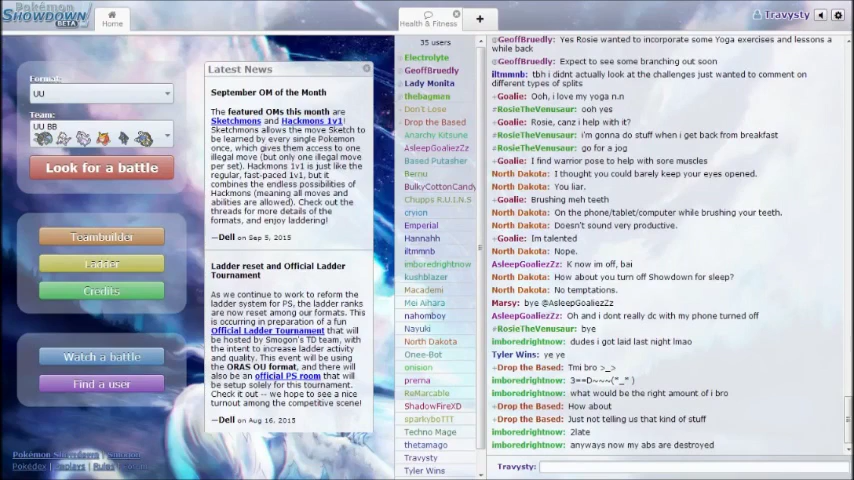 Pokémon
SHOWDOWN
BETA
Home
Health & Fitness
+
Travysty
Format:
UU
Team:
UU BB
Look for a battle
Teambuilder
Ladder
Credits
Watch a battle
Find a user
Pokémon Showdown
Pokédex | Replays | Rules
Latest News
September OM of the Month
The featured OMs this month are
Sketchmons and Hackmons 1v1!
Sketchmons allows the move Sketch to
be learned by every single Pokemon
once, which gives them access to one
illegal move (but only one illegal move
per set). Hackmons 1v1 is just like the
regular, fast-paced 1v1, but it
combines the endless possibilities of
Hackmons (meaning all moves and
abilities are allowed). Check out the
threads for more details of the
formats, and enjoy laddering!
—Dell on Sep 5, 2015
Ladder reset and Official Ladder
Tournament
As we continue to work to reform the
ladder system for PS, the ladder ranks
are now reset among our formats. This
is occurring in preparation of a fun
Official Ladder Tournament that will
be hosted by Smogon's TD team, with
the intent to increase ladder activity
and quality. This event will be using
the ORAS OU format, and there will
also be an official PS room that will be
setup solely for this tournament.
Check it out -- we hope to see a nice
turnout among the competitive scene!
—Dell on Aug 16, 2015
35 users
Electrolyte
GeoffBruedly
Lady Monita
thebagman
Don't Lose
Drop the Based
Anarchy Kitsune
AsleepGoaliezZz
Based Putasher
Bernu
BulkyCottonCandy
Chupps R.U.I.N.S
cryion
Emperial
Hannahh
iltmnmb
imboredrightnow
kushblazer
Macademi
Mei Aihara
nahomboy
Nayuki
North Dakota
Onee-Bot
onision
prema
ReMarcable
ShadowFireXD
sparkyboTTT
Techno Mage
thetamago
Travysty
Tyler Wins
@GeoffBruedly: Yes Rosie wanted to incorporate some Yoga exercises and lessons a
while back
@GeoffBruedly: Expect to see some branching out soon
iltmnmb: tbh i didnt actually look at the challenges just wanted to comment on
different types of splits
+Goalie: Ooh, i love my yoga n.n
#RosieTheVenusaur: ooh yes
+Goalie: Rosie, canz i help with it?
#RosieTheVenusaur: i'm gonna do stuff when i get back from breakfast
#RosieTheVenusaur: go for a jog
+Goalie: I find warrior pose to help with sore muscles
North Dakota: I thought you could barely keep your eyes opened.
North Dakota: You liar.
+Goalie: Brushing meh teeth
North Dakota: On the phone/tablet/computer while brushing your teeth.
North Dakota: Doesn't sound very productive.
+Goalie: Im talented
North Dakota: Nope.
AsleepGoaliezZz: K now im off, bai
North Dakota: How about you turn off Showdown for sleep?
North Dakota: No temptations.
Marsy: bye @AsleepGoaliezZz
AsleepGoaliezZz: Oh and i dont really dc with my phone turned off
#RosieTheVenusaur: bye
imboredrightnow: dudes i got laid last night lmao
Tyler Wins: ye ye
+Drop the Based: Tmi bro >_>
imboredrightnow: 3==D~~~("_" )
imboredrightnow: what would be the right amount of i bro
+Drop the Based: How about
+Drop the Based: Just not telling us that kind of stuff
imboredrightnow: 2late
imboredrightnow: anyways now my abs are destroyed
Travysty: